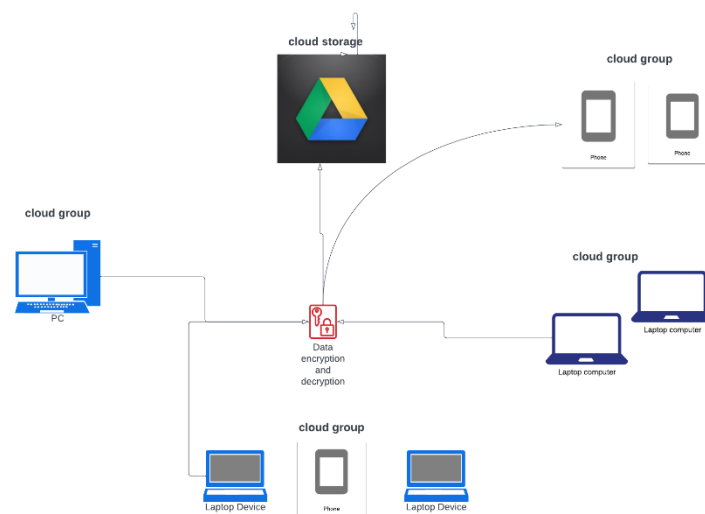 cloud storage
cloud group
Phone
Phone
cloud group
PC
cloud group
Laptop computer
Laptop computer
Data
encryption
and
decryption
cloud group
Laptop Device
Phone
Laptop Device